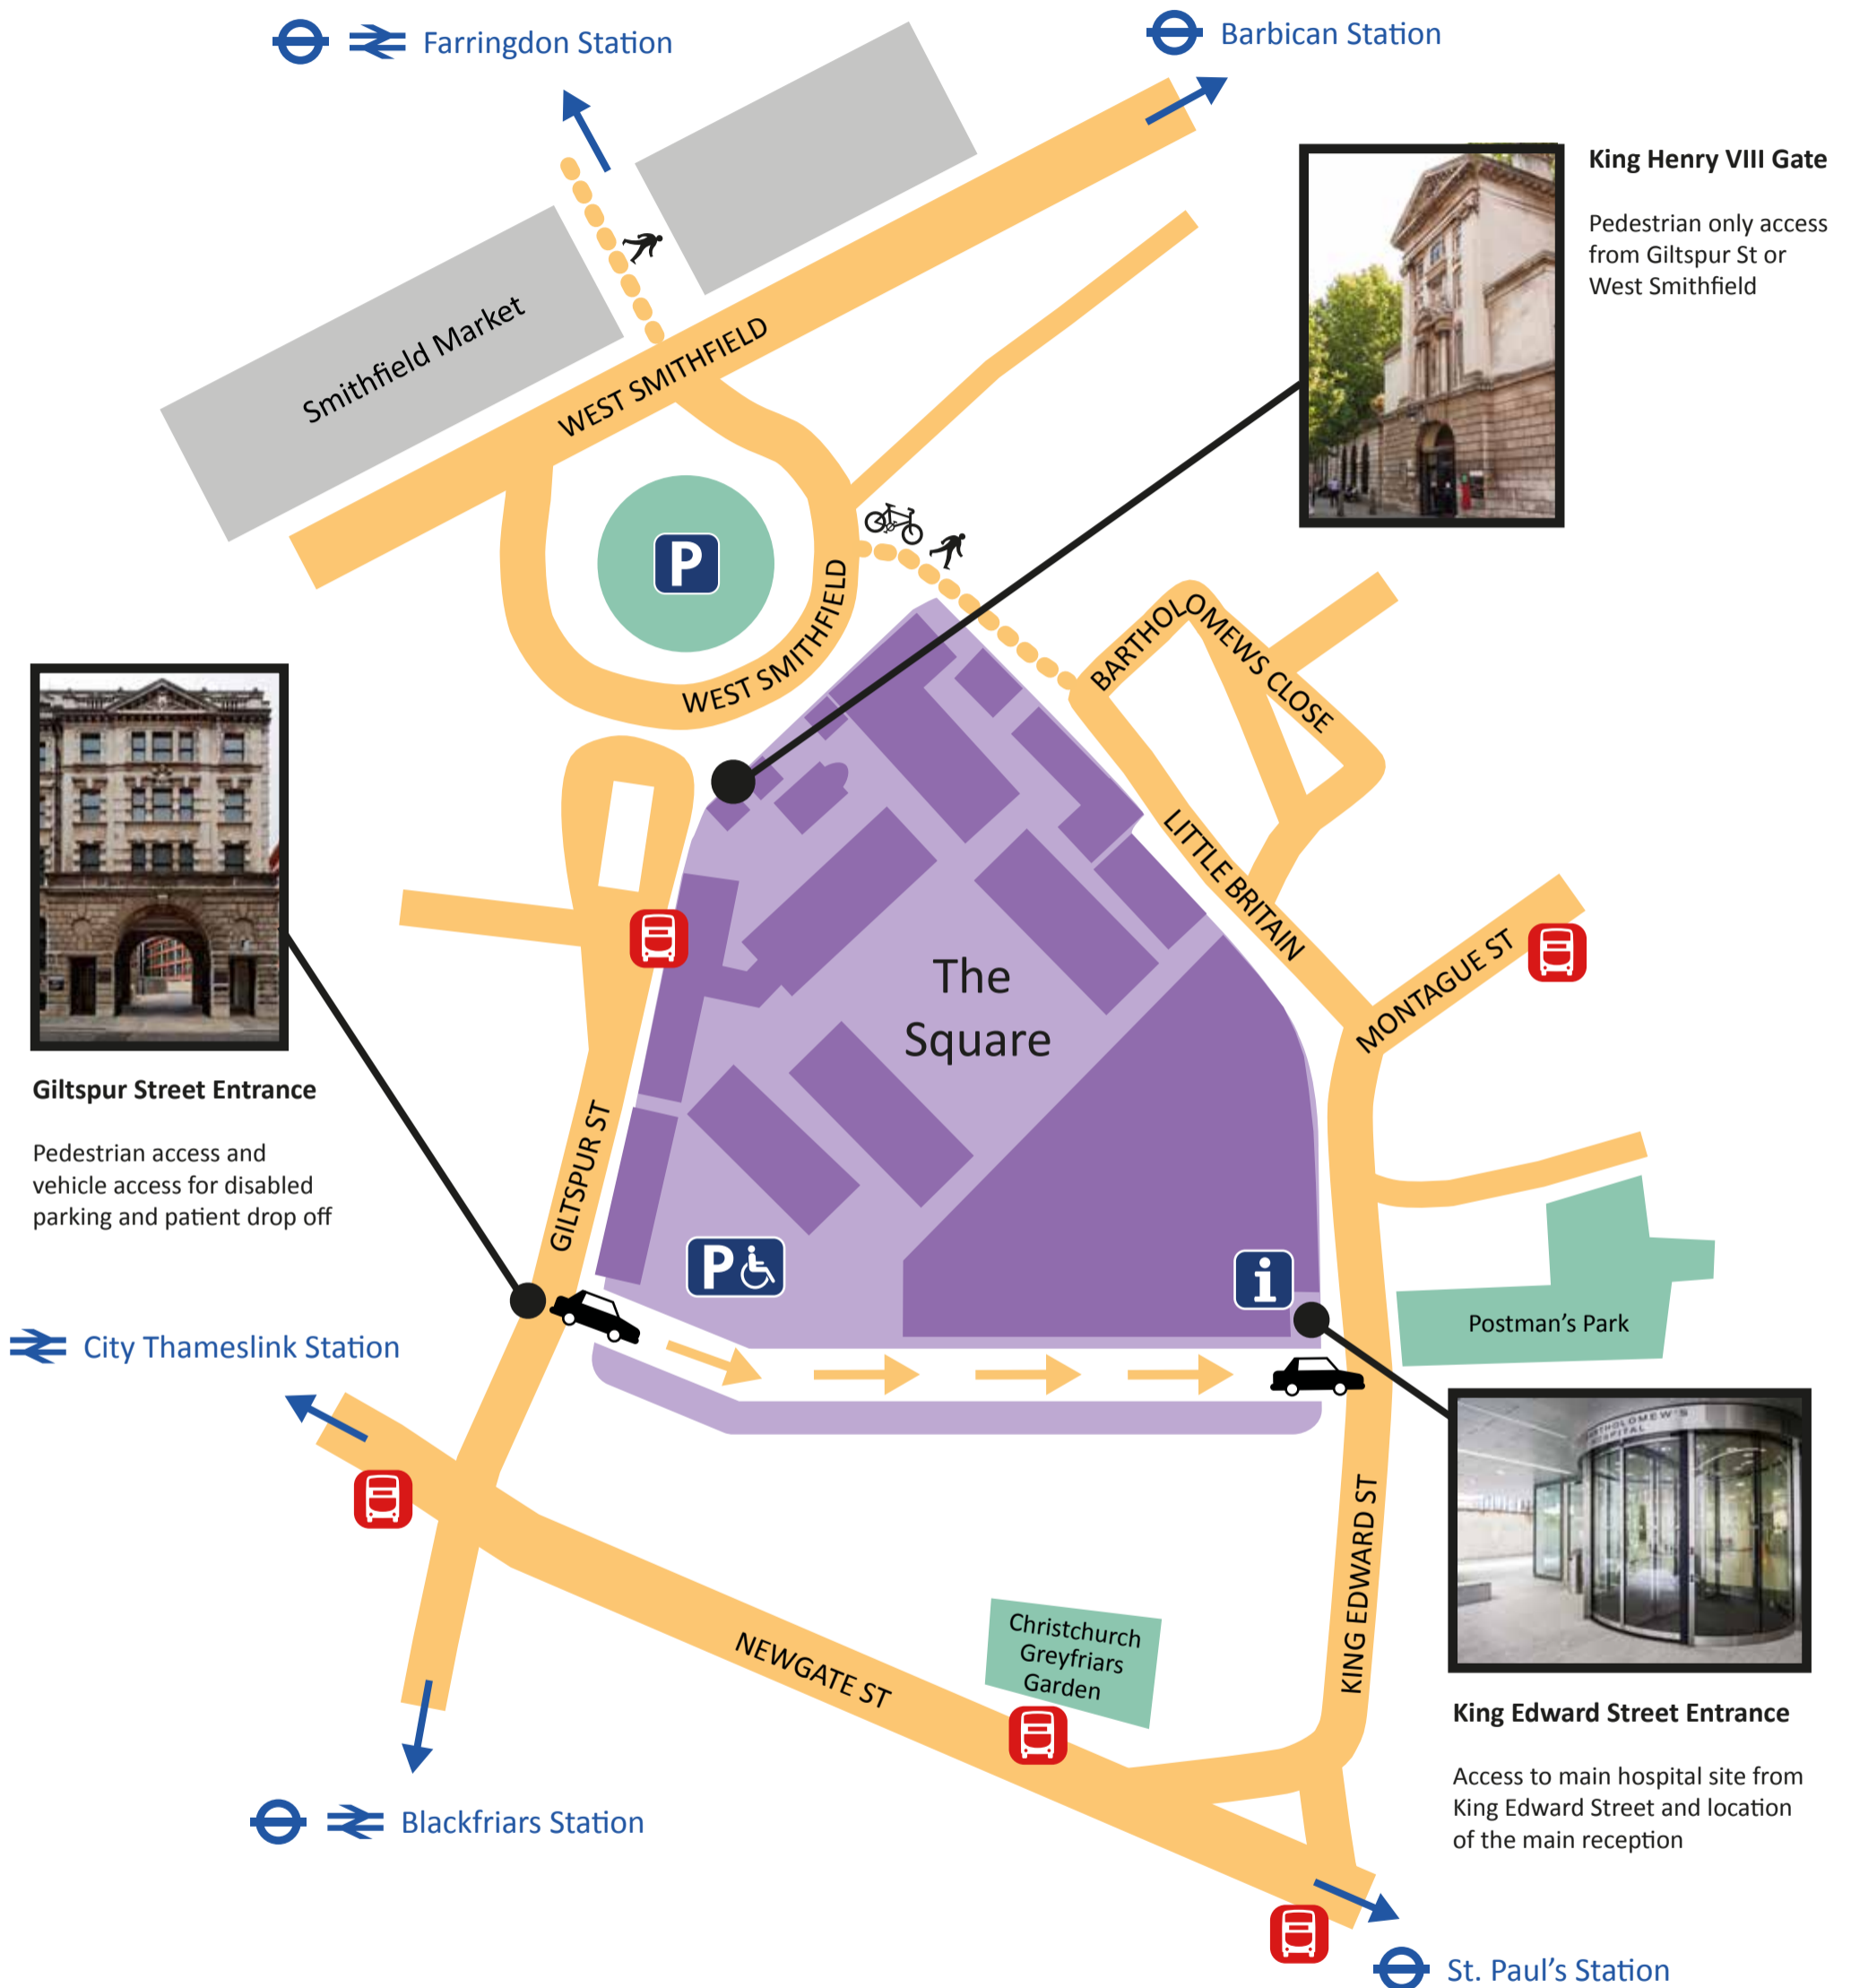 Farringdon Station
Barbican Station
King Henry VIII Gate
Pedestrian only access
from Giltspur St or
West Smithfield
Smithfield Market
WEST SMITHFIELD
P
WEST SMITHFIELD
BARTHOLOMEWS CLOSE
LITTLE BRITAIN
MONTAGUE ST
The
Square
Giltspur Street Entrance
Pedestrian access and
vehicle access for disabled
parking and patient drop off
GILTSPUR ST
P
i
Postman's Park
City Thameslink Station
KING EDWARD ST
NEWGATE ST
Christchurch
Greyfriars
Garden
HOSPITAL
King Edward Street Entrance
Access to main hospital site from
King Edward Street and location
of the main reception
Blackfriars Station
St. Paul's Station